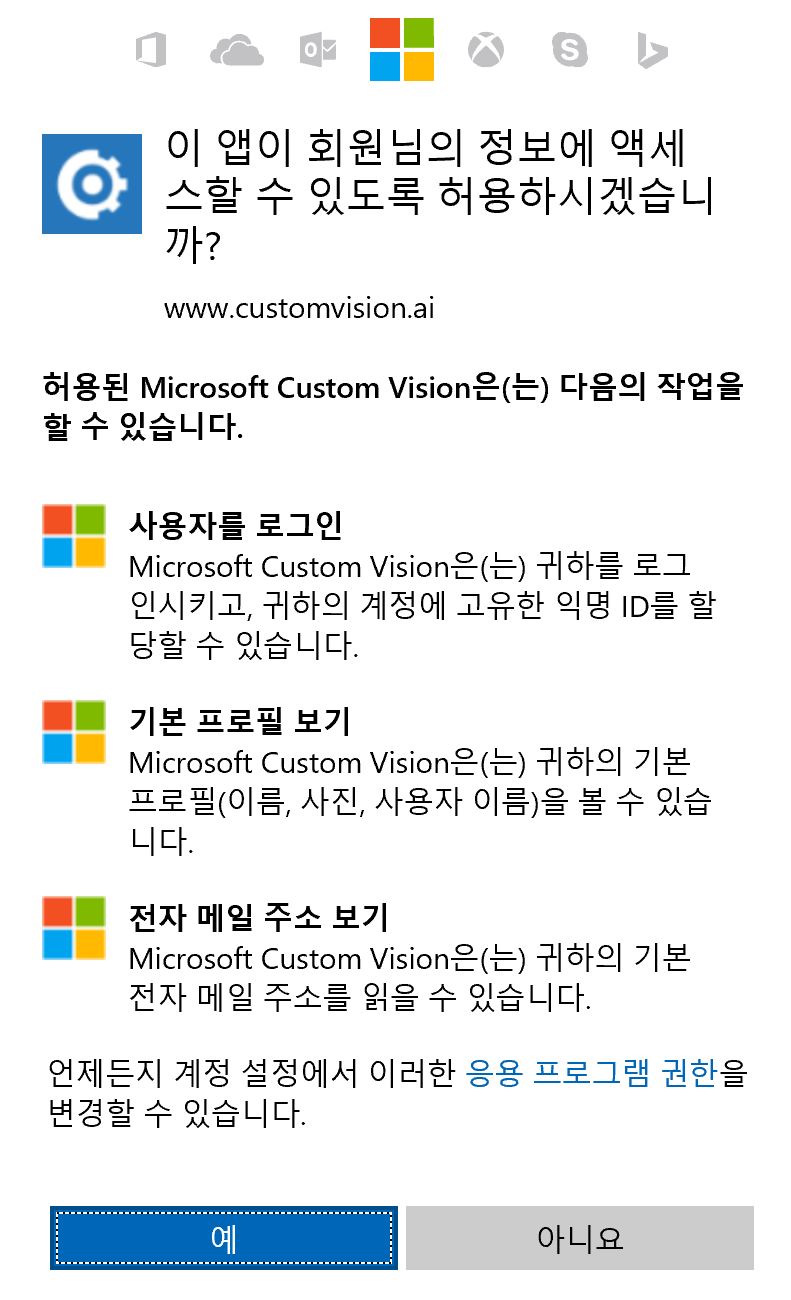 이 앱이 회원님의 정보에 액세
스할 수 있도록 허용하시겠습니
까?
www.customvision.ai
허용된 Microsoft Custom Vision은(는) 다음의 작업을
할 수 있습니다.
사용자를 로그인
Microsoft Custom Vision은(는) 귀하를 로그
인시키고, 귀하의 계정에 고유한 익명 ID를 할
당할 수 있습니다.
기본 프로필 보기
Microsoft Custom Vision은(는) 귀하의 기본
프로필(이름, 사진, 사용자 이름)을 볼 수 있습
니다.
전자 메일 주소 보기
Microsoft Custom Vision은(는) 귀하의 기본
전자 메일 주소를 읽을 수 있습니다.
언제든지 계정 설정에서 이러한 응용 프로그램 권한을
변경할 수 있습니다.
예
아니요